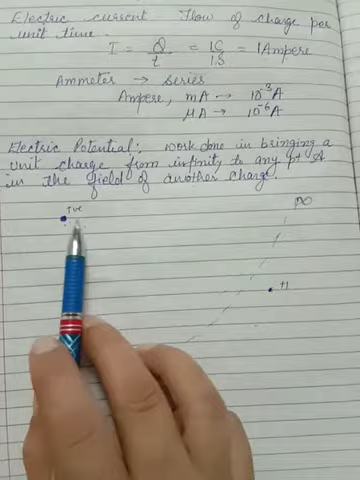 Electric current Flow of charge per
unit time.
I = Q/t = 1C/1S = 1Ampere
Ammeter → series
Ampere, mA → 10⁻³A
μA → 10⁻⁶A
Electric Potential: work done in bringing a
unit charge from infinity to any pt A
in the field of another charge.
+ve
∞
+1